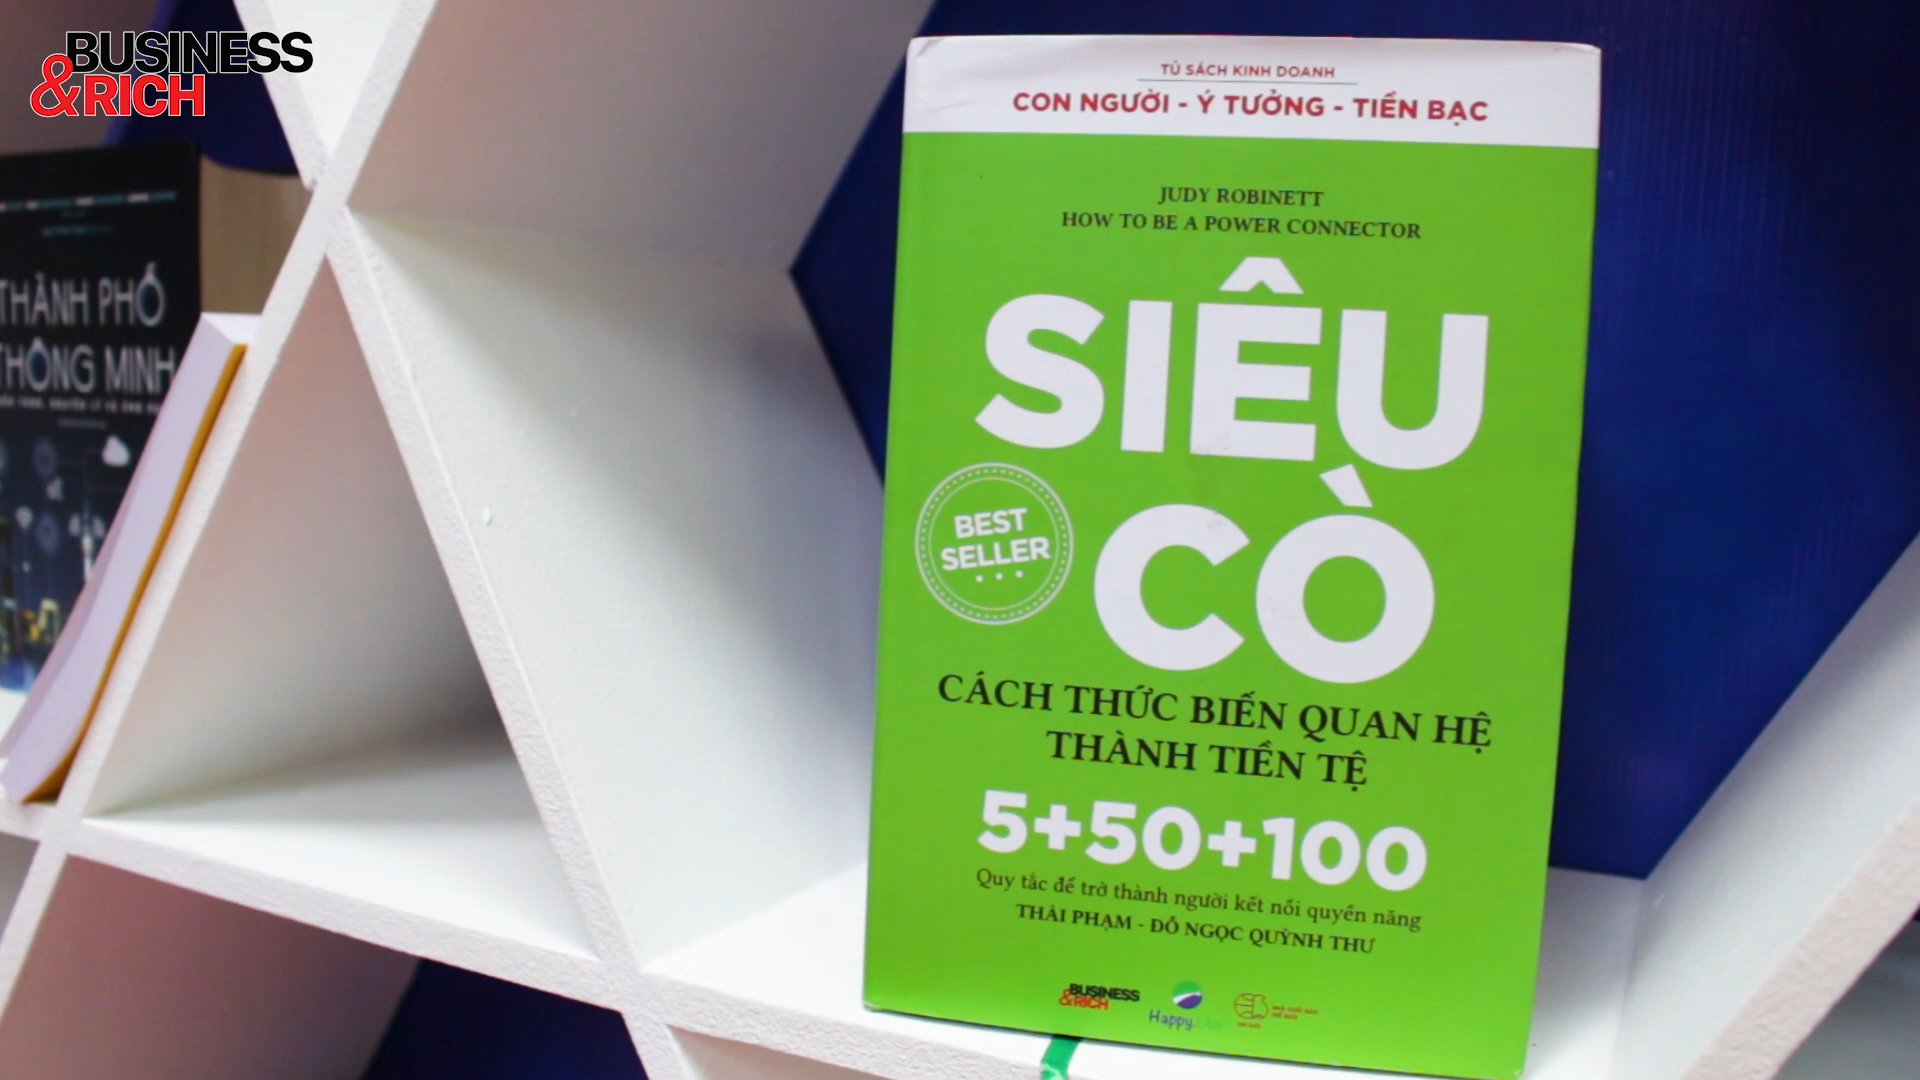 BUSINESS
&RICH
THÀNH PHỐ
THÔNG MINH
TỦ SÁCH KINH DOANH
CON NGƯỜI - Ý TƯỞNG - TIỀN BẠC
JUDY ROBINETT
HOW TO BE A POWER CONNECTOR
SIÊU
CÒ
BEST
SELLER
CÁCH THỨC BIẾN QUAN HỆ
THÀNH TIỀN TỆ
5+50+100
Quy tắc để trở thành người kết nối quyền năng
THÁI PHẠM - ĐỖ NGỌC QUỲNH THƯ
BUSINESS
&RICH
Happy.Live